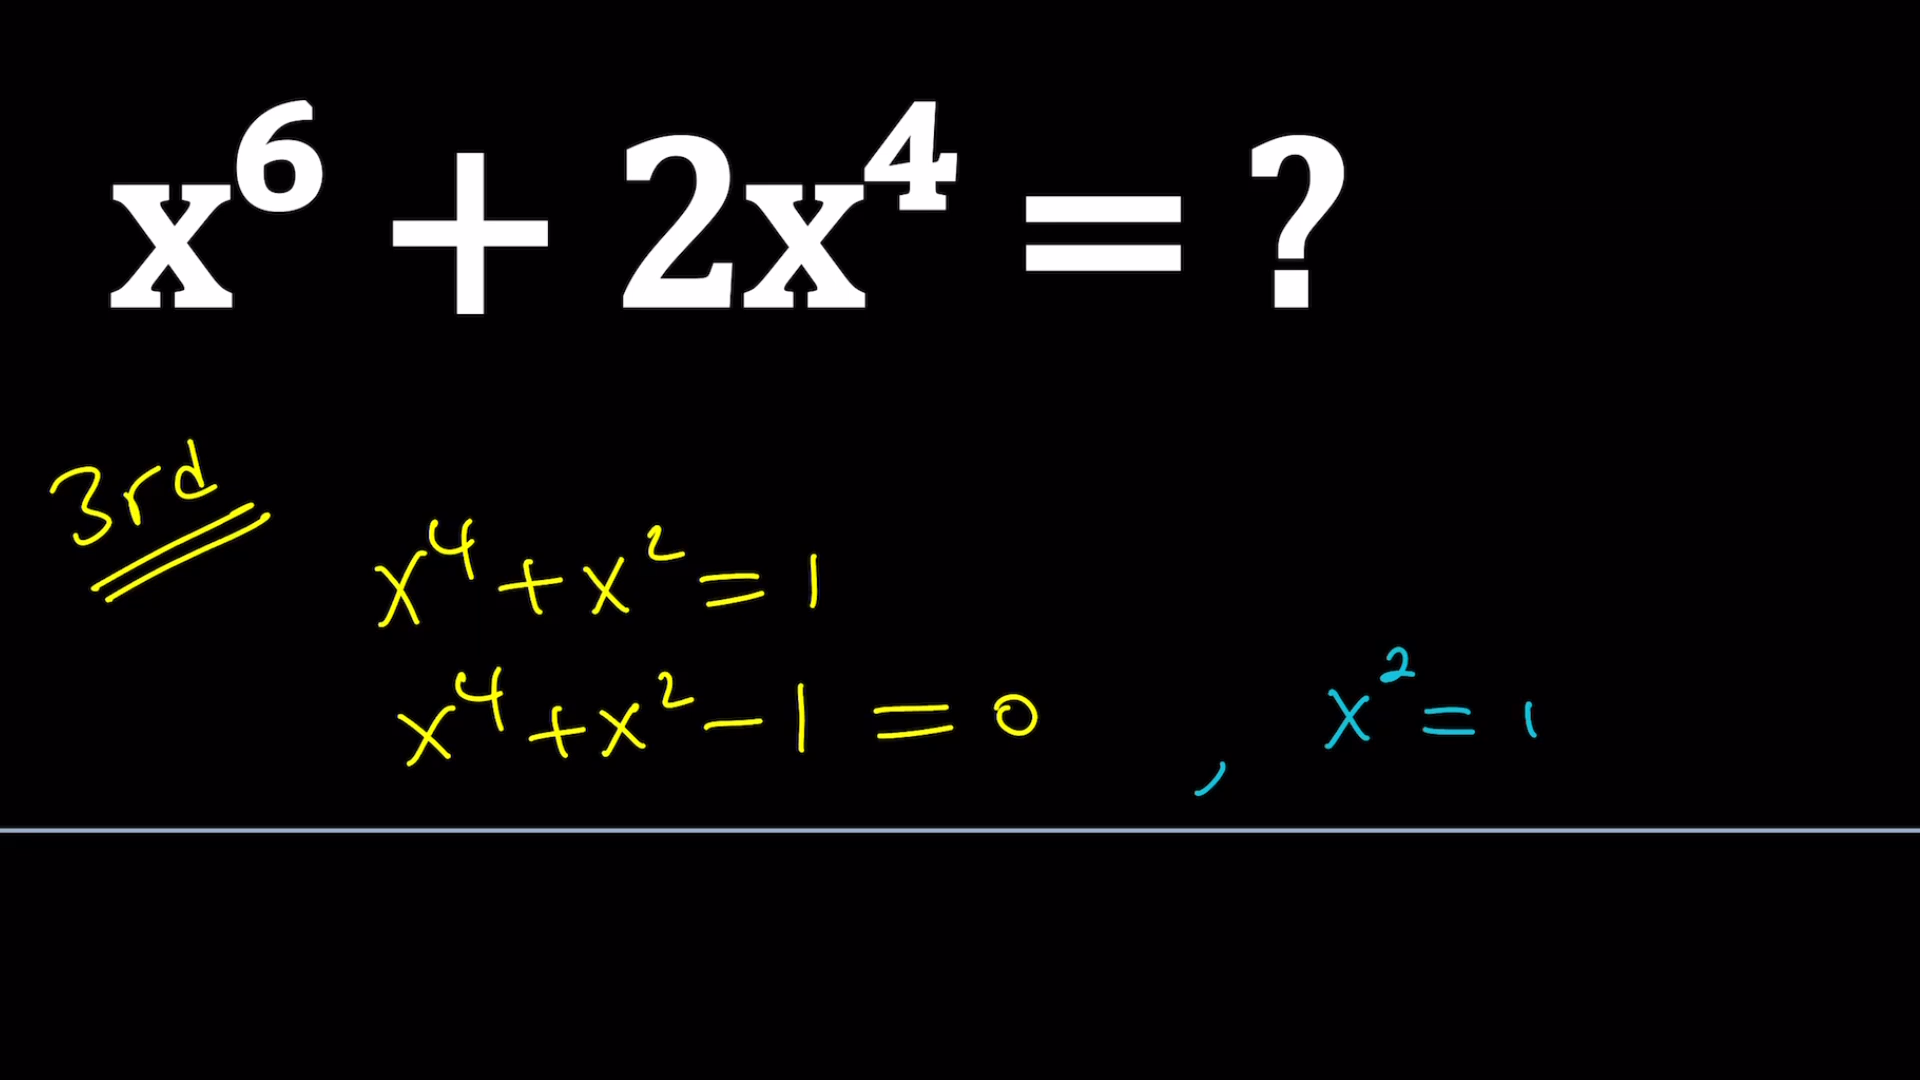 x⁶ + 2x⁴ = ?
3rd
x⁴ + x² = 1
x⁴ + x² − 1 = 0 , x² = 1